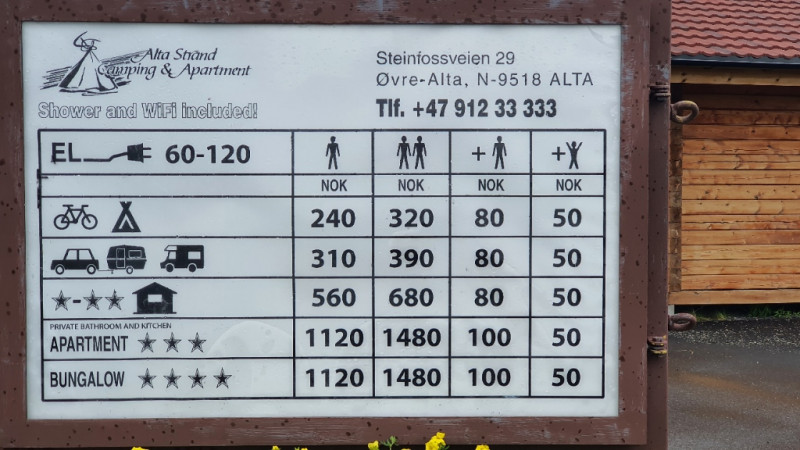 Alta Strand
Camping & Apartment
Shower and WiFi included!
Steinfossveien 29
Øvre-Alta, N-9518 ALTA
Tlf. +47 912 33 333
EL 60-120 + +
NOK NOK NOK NOK
240 320 80 50
310 390 80 50
- 560 680 80 50
PRIVATE BATHROOM AND KITCHEN
APARTMENT 1120 1480 100 50
BUNGALOW 1120 1480 100 50